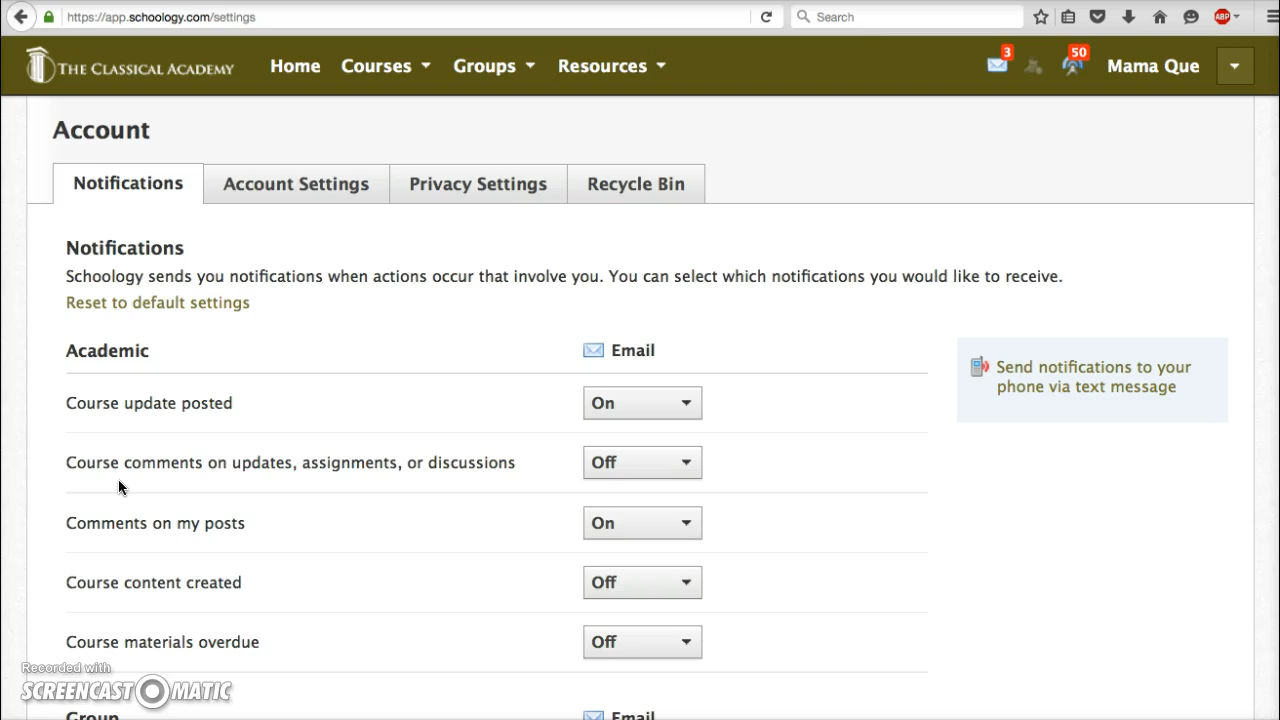 https://app.schoology.com/settings
Search
ABP
THE CLASSICAL ACADEMY
Home
Courses
Groups
Resources
3
50
Mama Que
Account
Notifications
Account Settings
Privacy Settings
Recycle Bin
Notifications
Schoology sends you notifications when actions occur that involve you. You can select which notifications you would like to receive.
Reset to default settings
Academic
Email
Send notifications to your
phone via text message
Course update posted
On
Course comments on updates, assignments, or discussions
Off
Comments on my posts
On
Course content created
Off
Course materials overdue
Off
Recorded with
SCREENCAST-O-MATIC
Group
Email